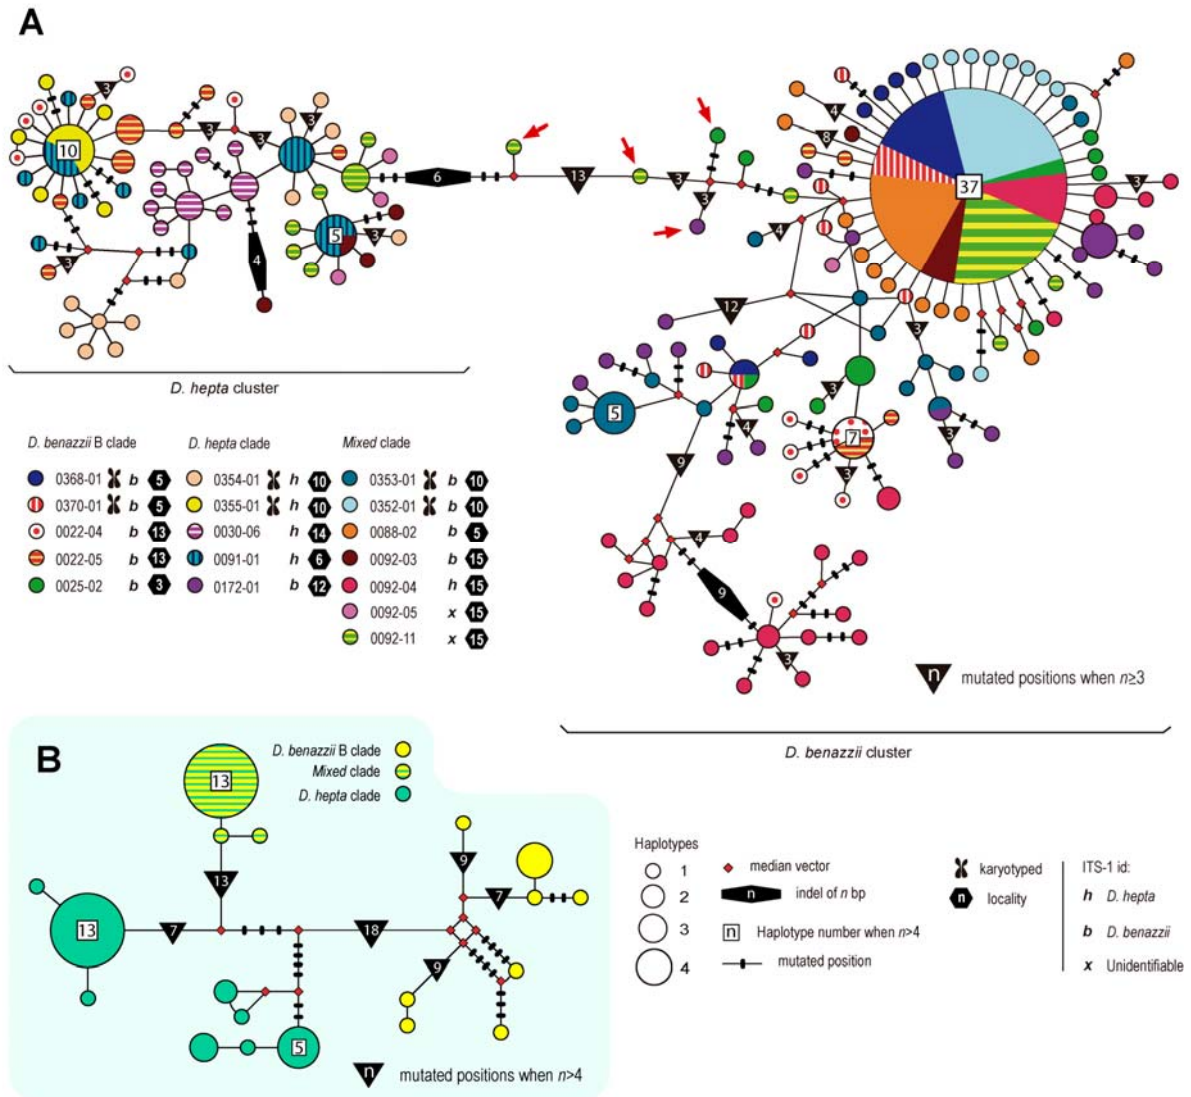 A
3
10
3
3
3
6
13
3
3
4
5
3
4
3
4
8
37
3
12
3
5
4
3
7
3
3
9
4
9
3
D. hepta cluster
D. benazzii B clade
D. hepta clade
Mixed clade
0368-01 b 5
0354-01 h 10
0353-01 b 10
0370-01 b 5
0355-01 h 10
0352-01 b 10
0022-04 b 13
0030-06 h 14
0088-02 b 5
0022-05 b 13
0091-01 h 6
0092-03 b 15
0025-02 b 3
0172-01 b 12
0092-04 h 15
0092-05 x 15
0092-11 x 15
n mutated positions when n≥3
D. benazzii cluster
B
D. benazzii B clade
Mixed clade
D. hepta clade
13
13
13
7
18
9
7
9
5
n mutated positions when n>4
Haplotypes
1
2
3
4
median vector
n indel of n bp
n Haplotype number when n>4
mutated position
karyotyped
n locality
ITS-1 id:
h D. hepta
b D. benazzii
x Unidentifiable